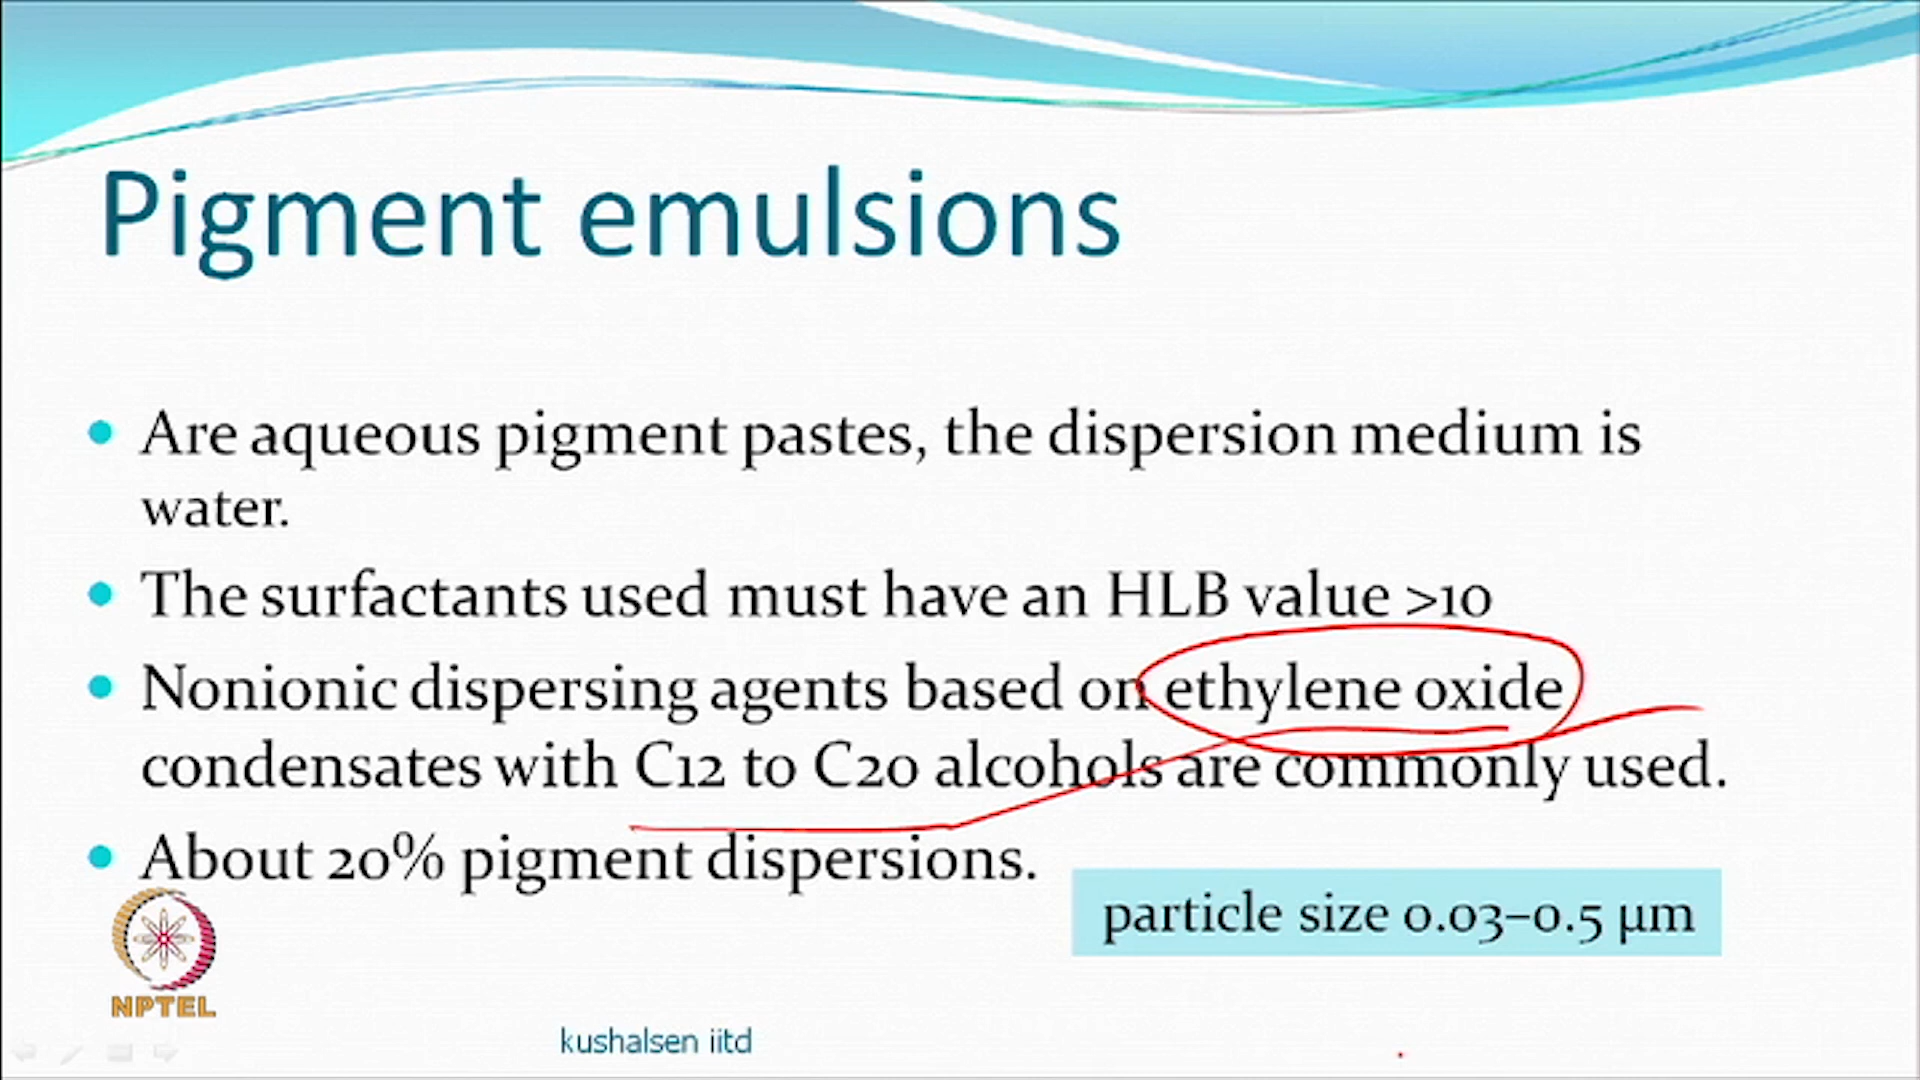 Pigment emulsions
Are aqueous pigment pastes, the dispersion medium is
water.
The surfactants used must have an HLB value >10
Nonionic dispersing agents based on ethylene oxide
condensates with C12 to C20 alcohols are commonly used.
About 20% pigment dispersions.
particle size 0.03–0.5 µm
NPTEL
kushalsen iitd